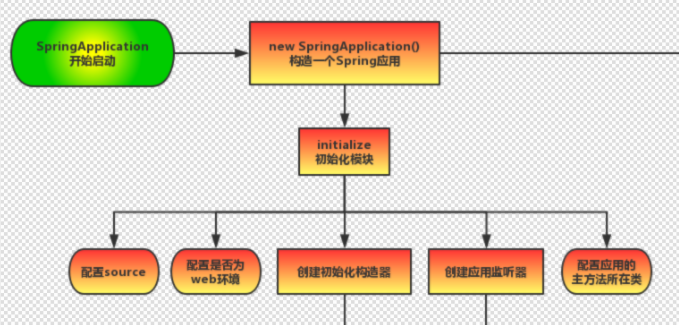 SpringApplication
开始启动
new SpringApplication()
构造一个Spring应用
initialize
初始化模块
配置source
配置是否为
web环境
创建初始化构造器
创建应用监听器
配置应用的
主方法所在类